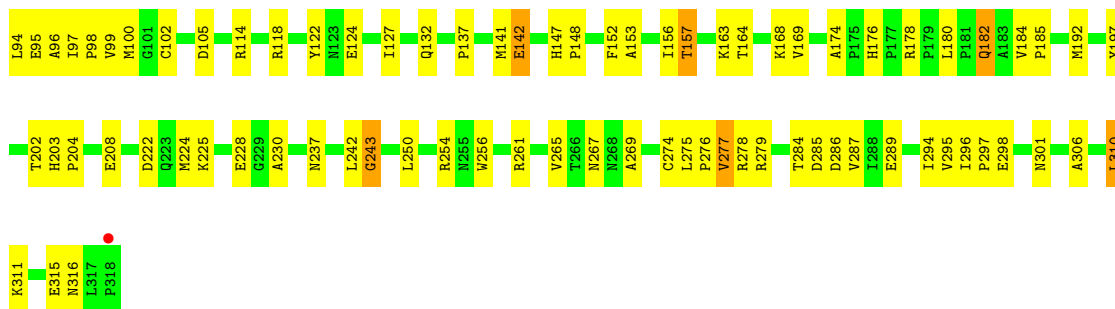 L94 E95 A96 I97 P98 V99 M100 G101 C102 D105 R114 R118 Y122 N123 E124 I127 Q132 P137 M141 E142 H147 P148 F152 A153 I156 T157 K163 T164 K168 V169 A174 P175 H176 P177 R178 P179 L180 P181 Q182 A183 V184 P185 M192
T202 H203 P204 E208 D222 Q223 M224 K225 E228 G229 A230 N237 L242 G243 L250 R254 N255 W256 R261 V265 T266 N267 N268 A269 C274 L275 P276 V277 R278 R279 T284 D285 D286 V287 I288 E289 I294 V295 I296 P297 E298 N301 A306
K311 E315 N316 L317 P318